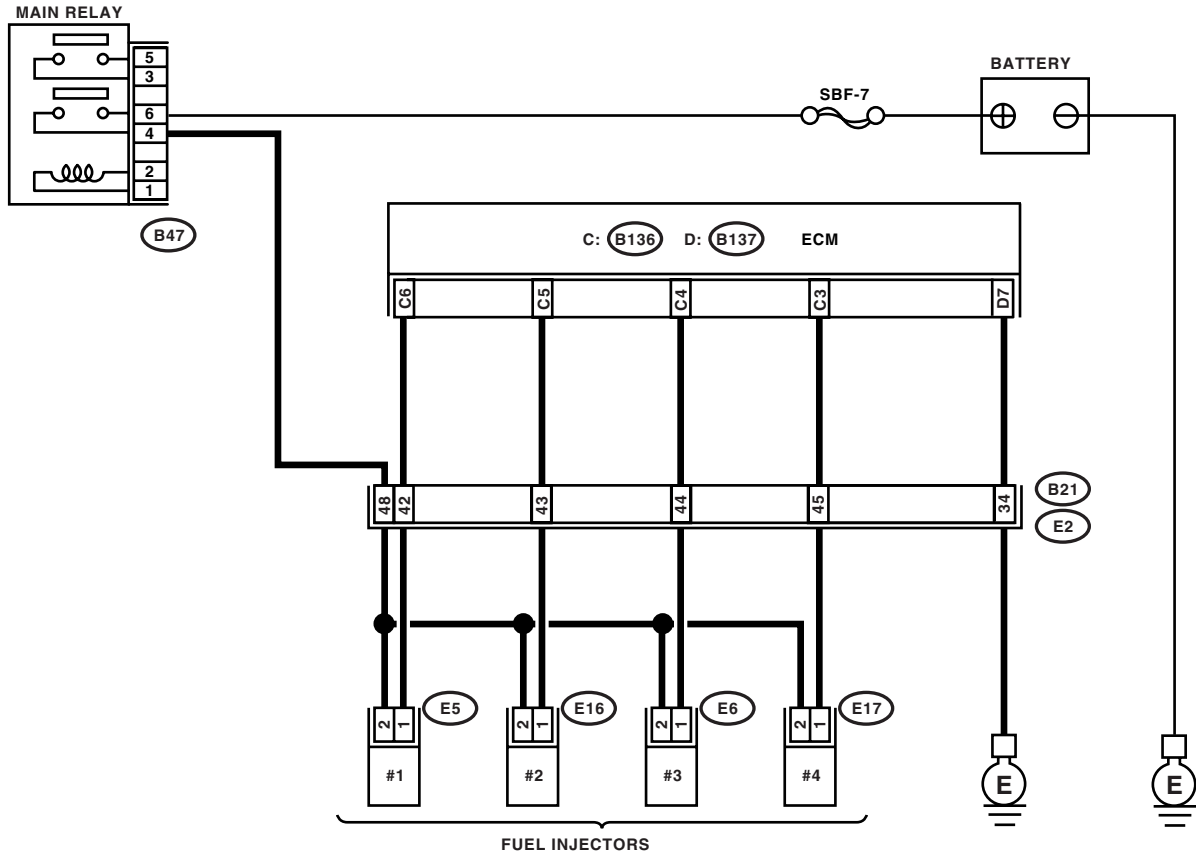 MAIN RELAY
5
3
6
4
2
1
B47
SBF-7
BATTERY
C: B136 D: B137 ECM
C6 C5 C4 C3 D7
48 42 43 44 45 34
B21
E2
2 1 E5 2 1 E16 2 1 E6 2 1 E17
#1 #2 #3 #4
E E
FUEL INJECTORS